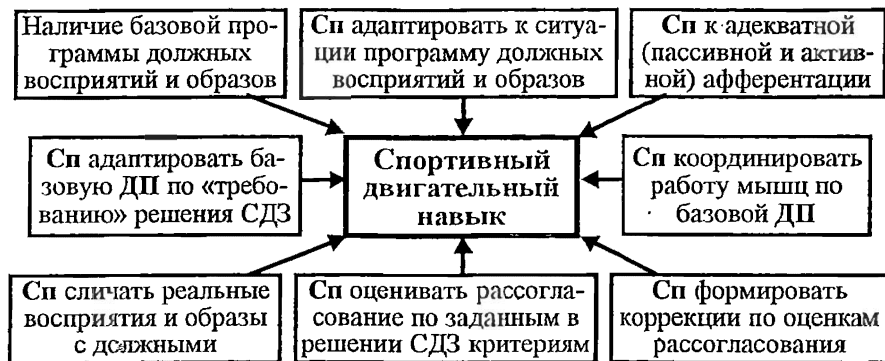 Наличие базовой про-
граммы должных
восприятий и образов
Сп адаптировать к ситуа-
ции программу должных
восприятий и образов
Сп к адекватной
(пассивной и актив-
ной) афферентации
Сп адаптировать ба-
зовую ДП по «требо-
ванию» решения СДЗ
Спортивный
двигательный
навык
Сп координировать
работу мышц по
базовой ДП
Сп сличать реальные
восприятия и образы
с должными
Сп оценивать рассогла-
сование по заданным в
решении СДЗ критериям
Сп формировать
коррекции по оценкам
рассогласования